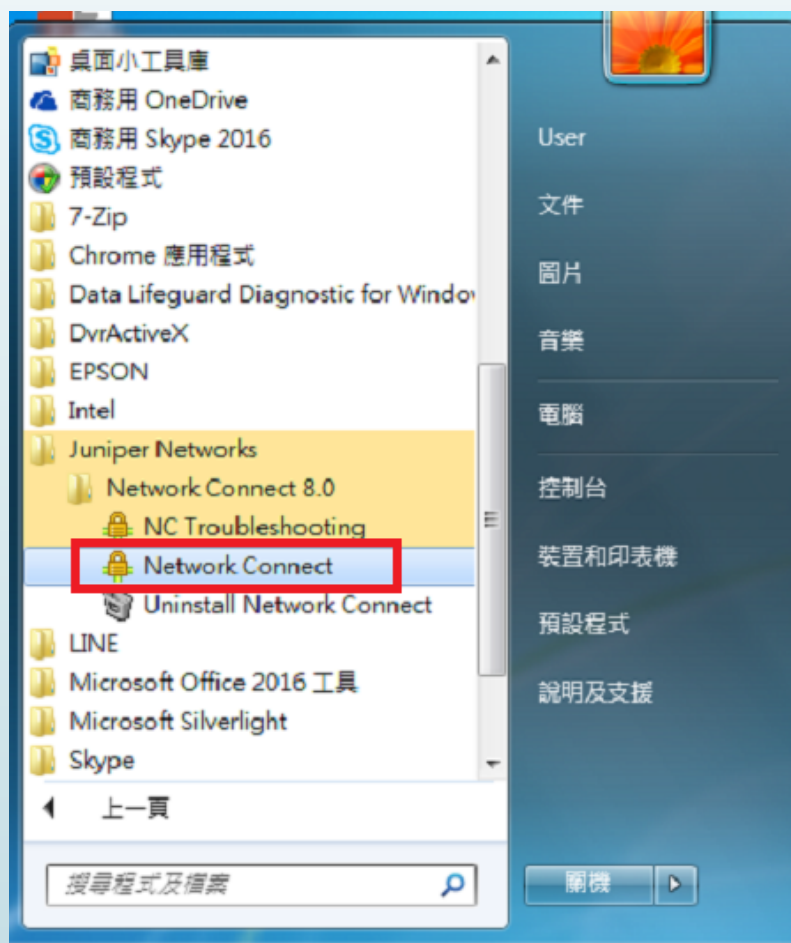 桌面小工具庫
商務用 OneDrive
商務用 Skype 2016
預設程式
7-Zip
Chrome 應用程式
Data Lifeguard Diagnostic for Windo
DvrActiveX
EPSON
Intel
Juniper Networks
Network Connect 8.0
NC Troubleshooting
Network Connect
Uninstall Network Connect
LINE
Microsoft Office 2016 工具
Microsoft Silverlight
Skype
上一頁
搜尋程式及檔案
User
文件
圖片
音樂
電腦
控制台
裝置和印表機
預設程式
說明及支援
關機